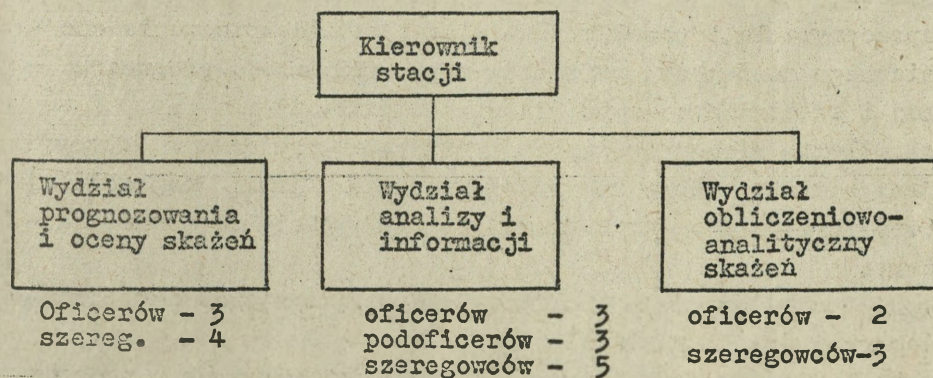 Kierownik
stacji
Wydział
prognozowania
i oceny skażeń
Oficerów - 3
szereg. - 4
Wydział
analizy i
informacji
oficerów - 3
podoficerów - 3
szeregowców - 5
Wydział
obliczeniowo-
analityczny
skażeń
oficerów - 2
szeregowców-3